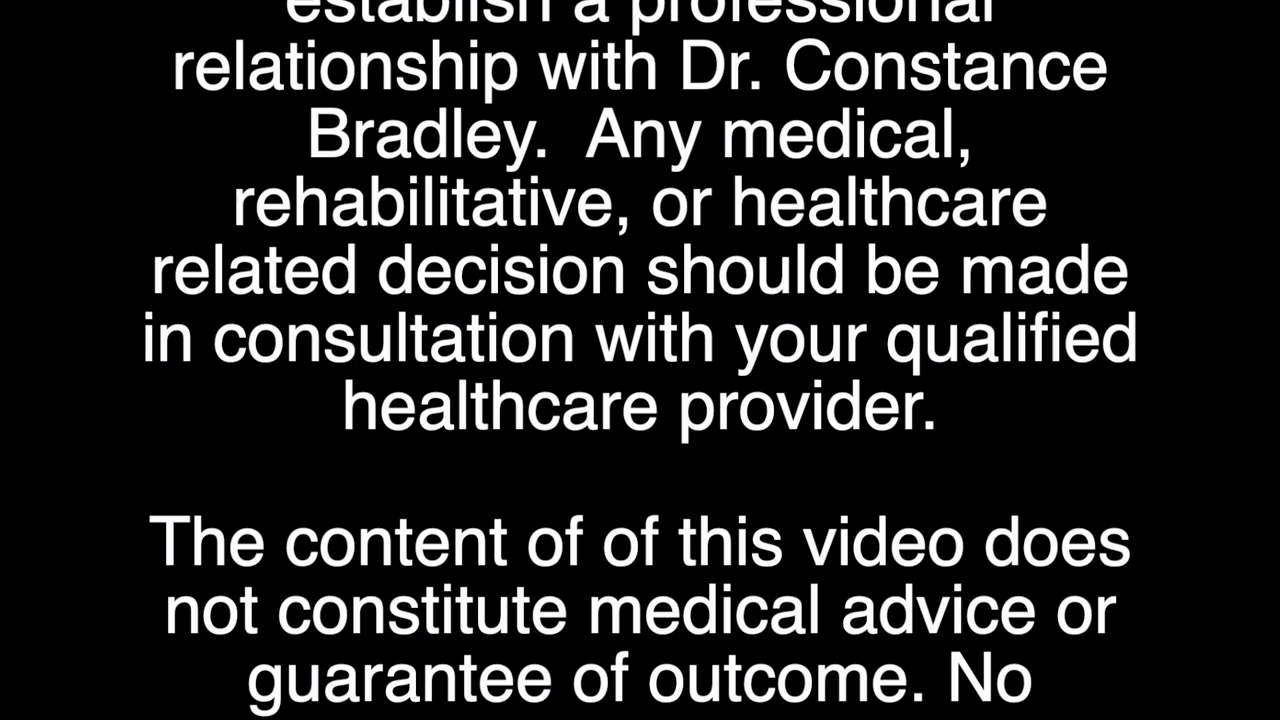 establish a professional
relationship with Dr. Constance
Bradley.  Any medical,
rehabilitative, or healthcare
related decision should be made
in consultation with your qualified
healthcare provider.
The content of of this video does
not constitute medical advice or
guarantee of outcome. No